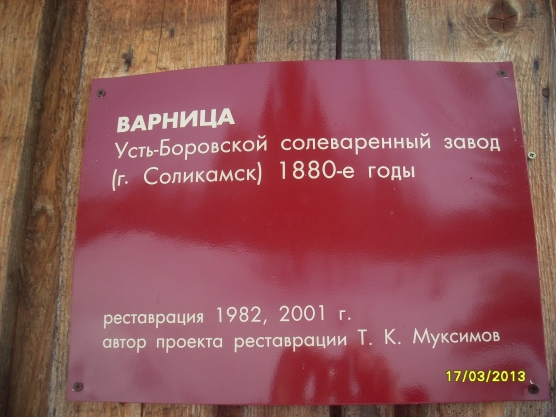 ВАРНИЦА
Усть-Боровской солеваренный завод
(г. Соликамск) 1880-е годы
реставрация 1982, 2001 г.
автор проекта реставрации Т. К. Муксимов
17/03/2013